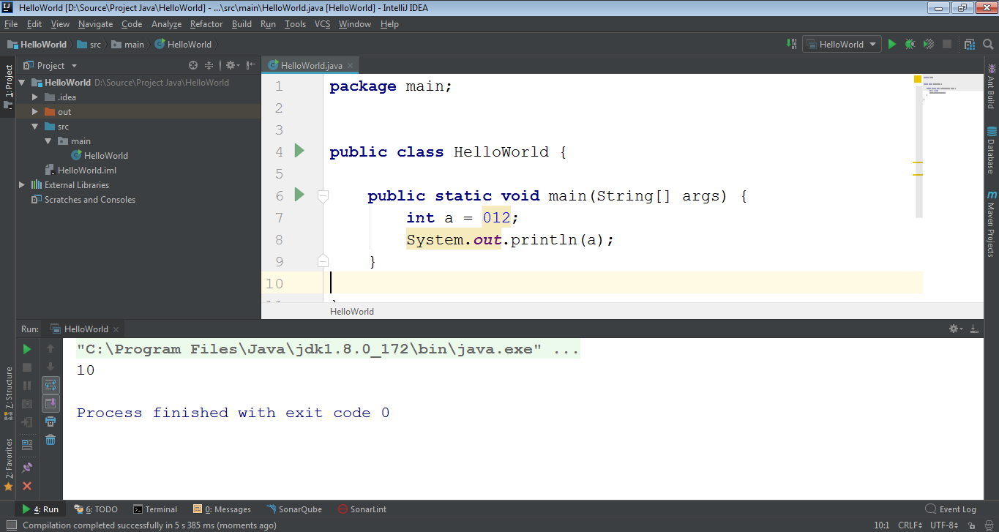 HelloWorld [D:\Source\Project Java\HelloWorld] - ...\src\main\HelloWorld.java [HelloWorld] - IntelliJ IDEA
File Edit View Navigate Code Analyze Refactor Build Run Tools VCS Window Help
HelloWorld src main HelloWorld
HelloWorld
1: Project
Project
HelloWorld D:\Source\Project Java\HelloWorld
.idea
out
src
main
HelloWorld
HelloWorld.iml
External Libraries
Scratches and Consoles
HelloWorld.java
1 package main;
2
3
4 public class HelloWorld {
5
6 public static void main(String[] args) {
7 int a = 012;
8 System.out.println(a);
9 }
10
HelloWorld
Ant Build
Database
Maven Projects
Run: HelloWorld
"C:\Program Files\Java\jdk1.8.0_172\bin\java.exe" ...
10
Process finished with exit code 0
7: Structure
2: Favorites
4: Run 6: TODO Terminal 0: Messages SonarQube SonarLint Event Log
Compilation completed successfully in 5 s 385 ms (moments ago) 10:1 CRLF UTF-8